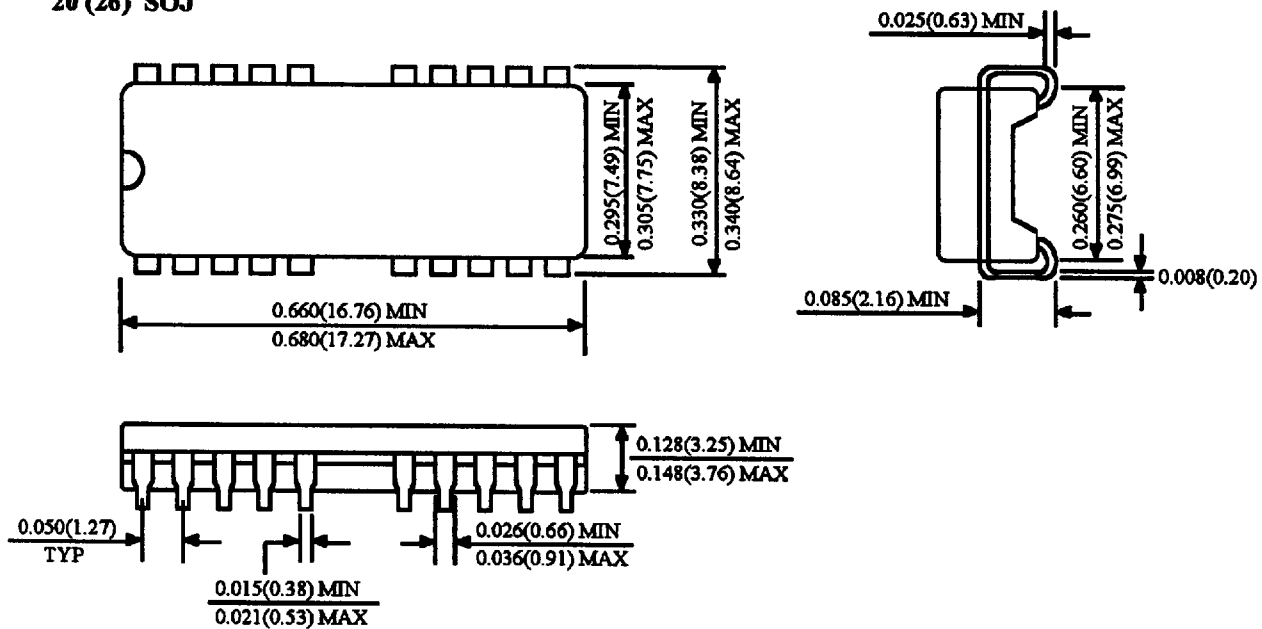 20 (26) SOJ
0.025(0.63) MIN
0.295(7.49) MIN
0.305(7.75) MAX
0.330(8.38) MIN
0.340(8.64) MAX
0.260(6.60) MIN
0.275(6.99) MAX
0.008(0.20)
0.085(2.16) MIN
0.660(16.76) MIN
0.680(17.27) MAX
0.128(3.25) MIN
0.148(3.76) MAX
0.050(1.27)
TYP
0.026(0.66) MIN
0.036(0.91) MAX
0.015(0.38) MIN
0.021(0.53) MAX